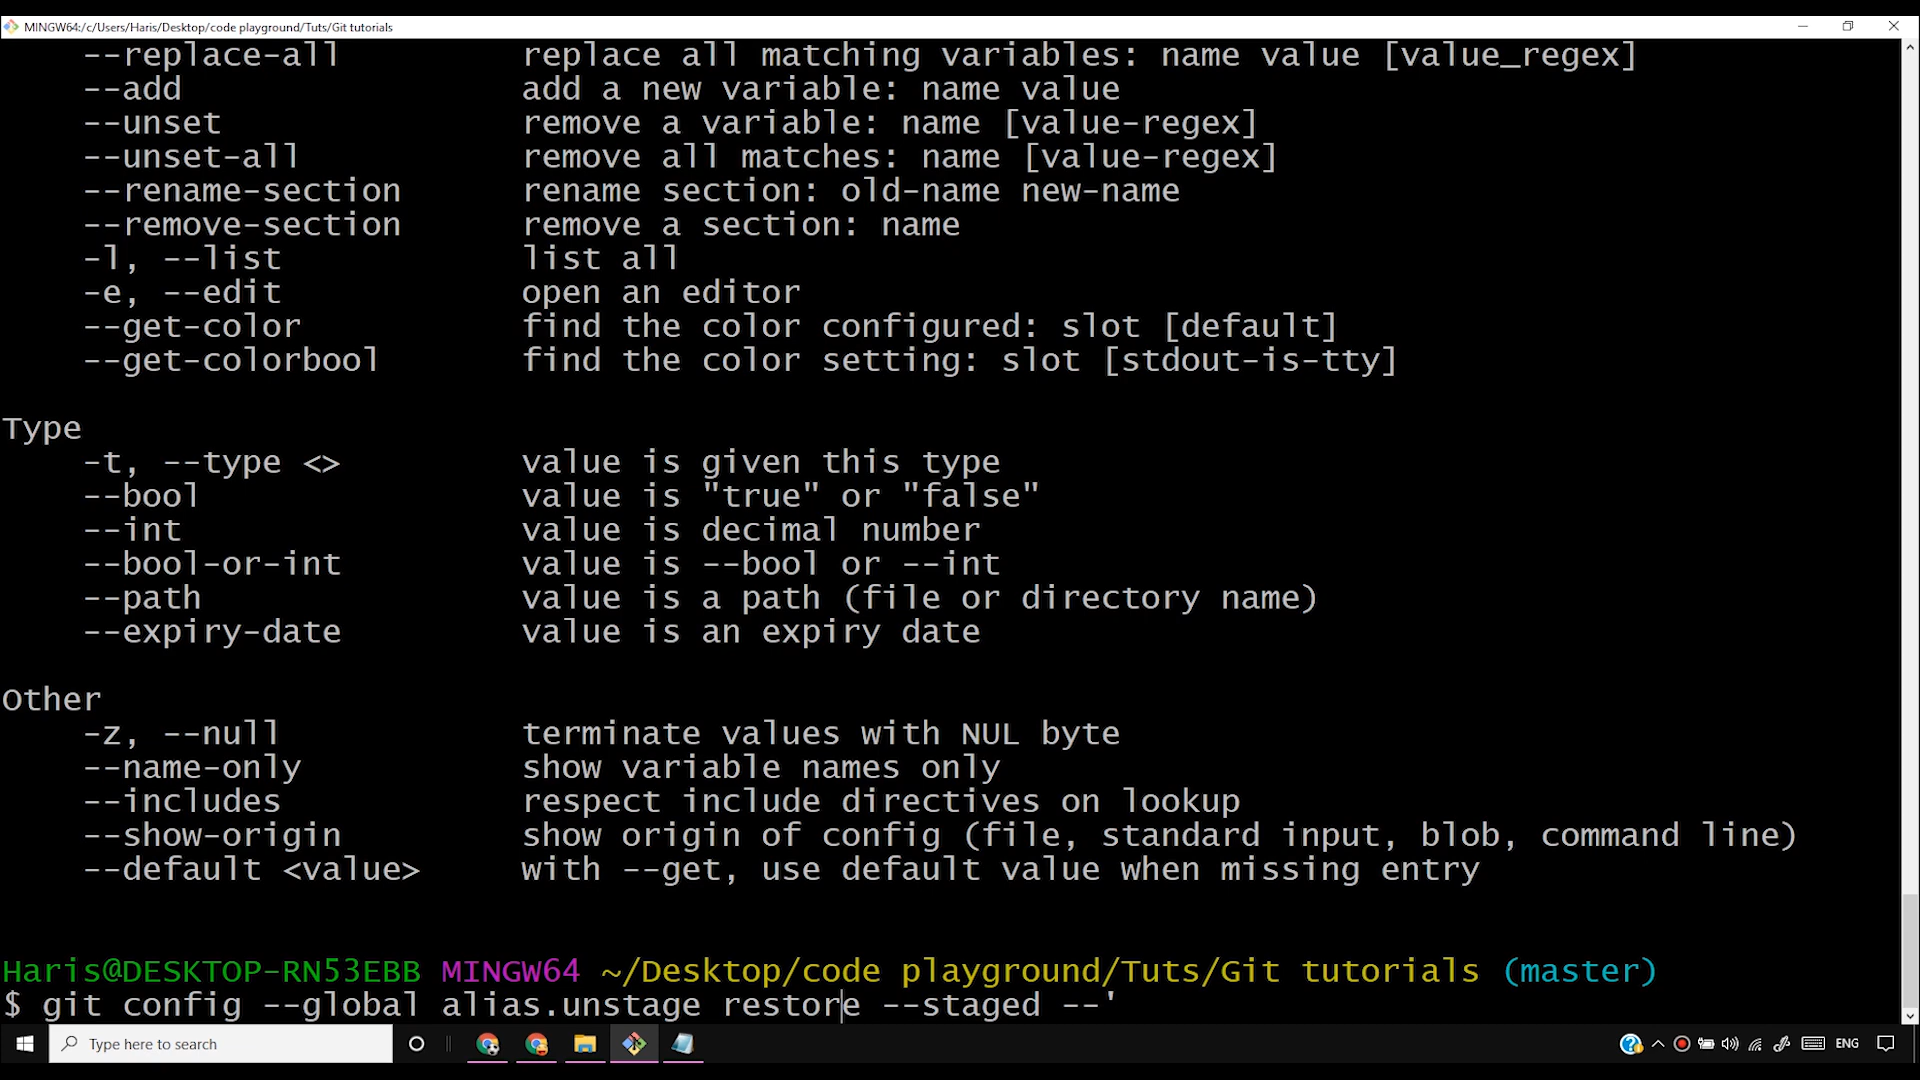 MINGW64:/c/Users/Haris/Desktop/code playground/Tuts/Git tutorials
--replace-all replace all matching variables: name value [value_regex]
--add add a new variable: name value
--unset remove a variable: name [value-regex]
--unset-all remove all matches: name [value-regex]
--rename-section rename section: old-name new-name
--remove-section remove a section: name
-l, --list list all
-e, --edit open an editor
--get-color find the color configured: slot [default]
--get-colorbool find the color setting: slot [stdout-is-tty]
Type
-t, --type <> value is given this type
--bool value is "true" or "false"
--int value is decimal number
--bool-or-int value is --bool or --int
--path value is a path (file or directory name)
--expiry-date value is an expiry date
Other
-z, --null terminate values with NUL byte
--name-only show variable names only
--includes respect include directives on lookup
--show-origin show origin of config (file, standard input, blob, command line)
--default <value> with --get, use default value when missing entry
Haris@DESKTOP-RN53EBB MINGW64 ~/Desktop/code playground/Tuts/Git tutorials (master)
$ git config --global alias.unstage restore --staged --'
Type here to search ENG